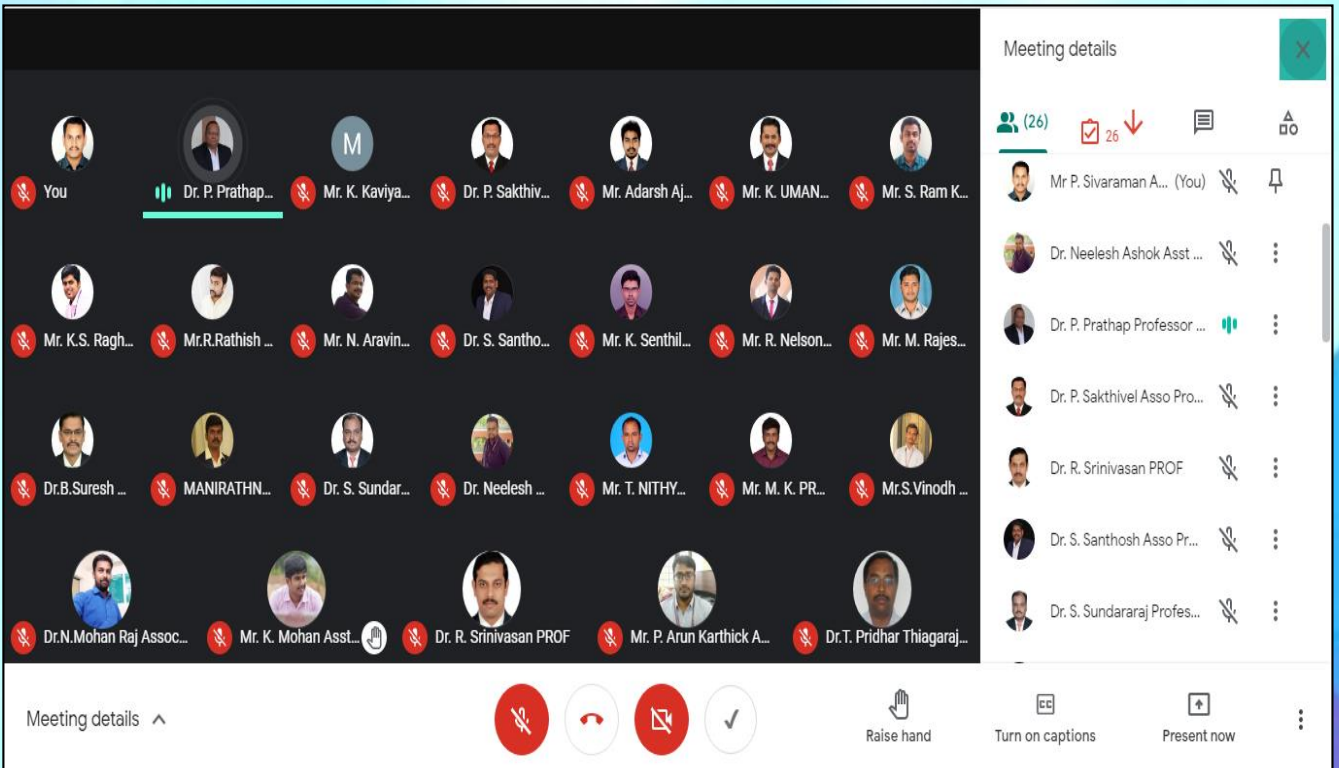 Meeting details X
(26) 26
M
You Dr. P. Prathap... Mr. K. Kaviya... Dr. P. Sakthiv... Mr. Adarsh Aj... Mr. K. UMAN... Mr. S. Ram K...
Mr. K.S. Ragh... Mr.R.Rathish ... Mr. N. Aravin... Dr. S. Santho... Mr. K. Senthil... Mr. R. Nelson... Mr. M. Rajes...
Dr.B.Suresh ... MANIRATHN... Dr. S. Sundar... Dr. Neelesh ... Mr. T. NITHY... Mr. M. K. PR... Mr.S.Vinodh ...
Dr.N.Mohan Raj Assoc... Mr. K. Mohan Asst... Dr. R. Srinivasan PROF Mr. P. Arun Karthick A... Dr.T. Pridhar Thiagaraj...
Mr P. Sivaraman A... (You)
Dr. Neelesh Ashok Asst ...
Dr. P. Prathap Professor ...
Dr. P. Sakthivel Asso Pro...
Dr. R. Srinivasan PROF
Dr. S. Santhosh Asso Pr...
Dr. S. Sundararaj Profes...
Meeting details
Raise hand
CC
Turn on captions
Present now